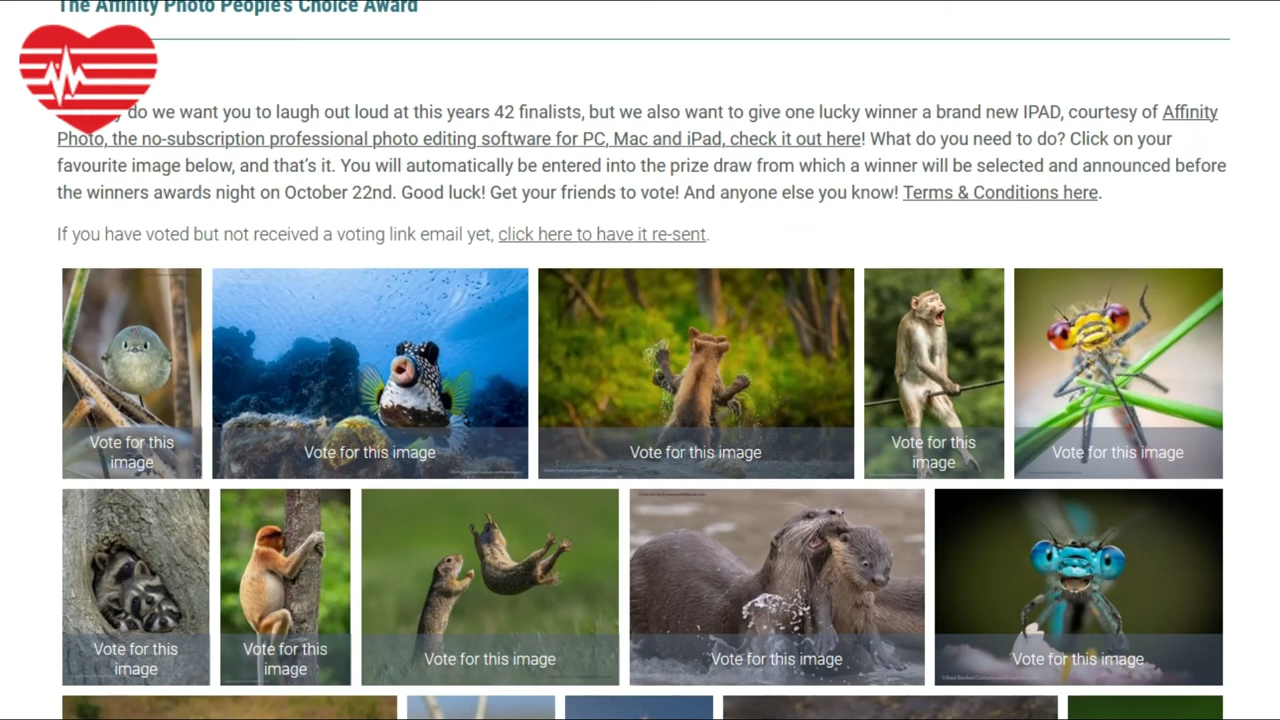 The Affinity Photo People's Choice Award
do we want you to laugh out loud at this years 42 finalists, but we also want to give one lucky winner a brand new IPAD, courtesy of Affinity
Photo, the no-subscription professional photo editing software for PC, Mac and iPad, check it out here! What do you need to do? Click on your
favourite image below, and that's it. You will automatically be entered into the prize draw from which a winner will be selected and announced before
the winners awards night on October 22nd. Good luck! Get your friends to vote! And anyone else you know! Terms & Conditions here.
If you have voted but not received a voting link email yet, click here to have it re-sent.
Vote for this
image
Vote for this image
Vote for this image
Vote for this
image
Vote for this image
Vote for this
image
Vote for this
image
Vote for this image
Vote for this image
Vote for this image